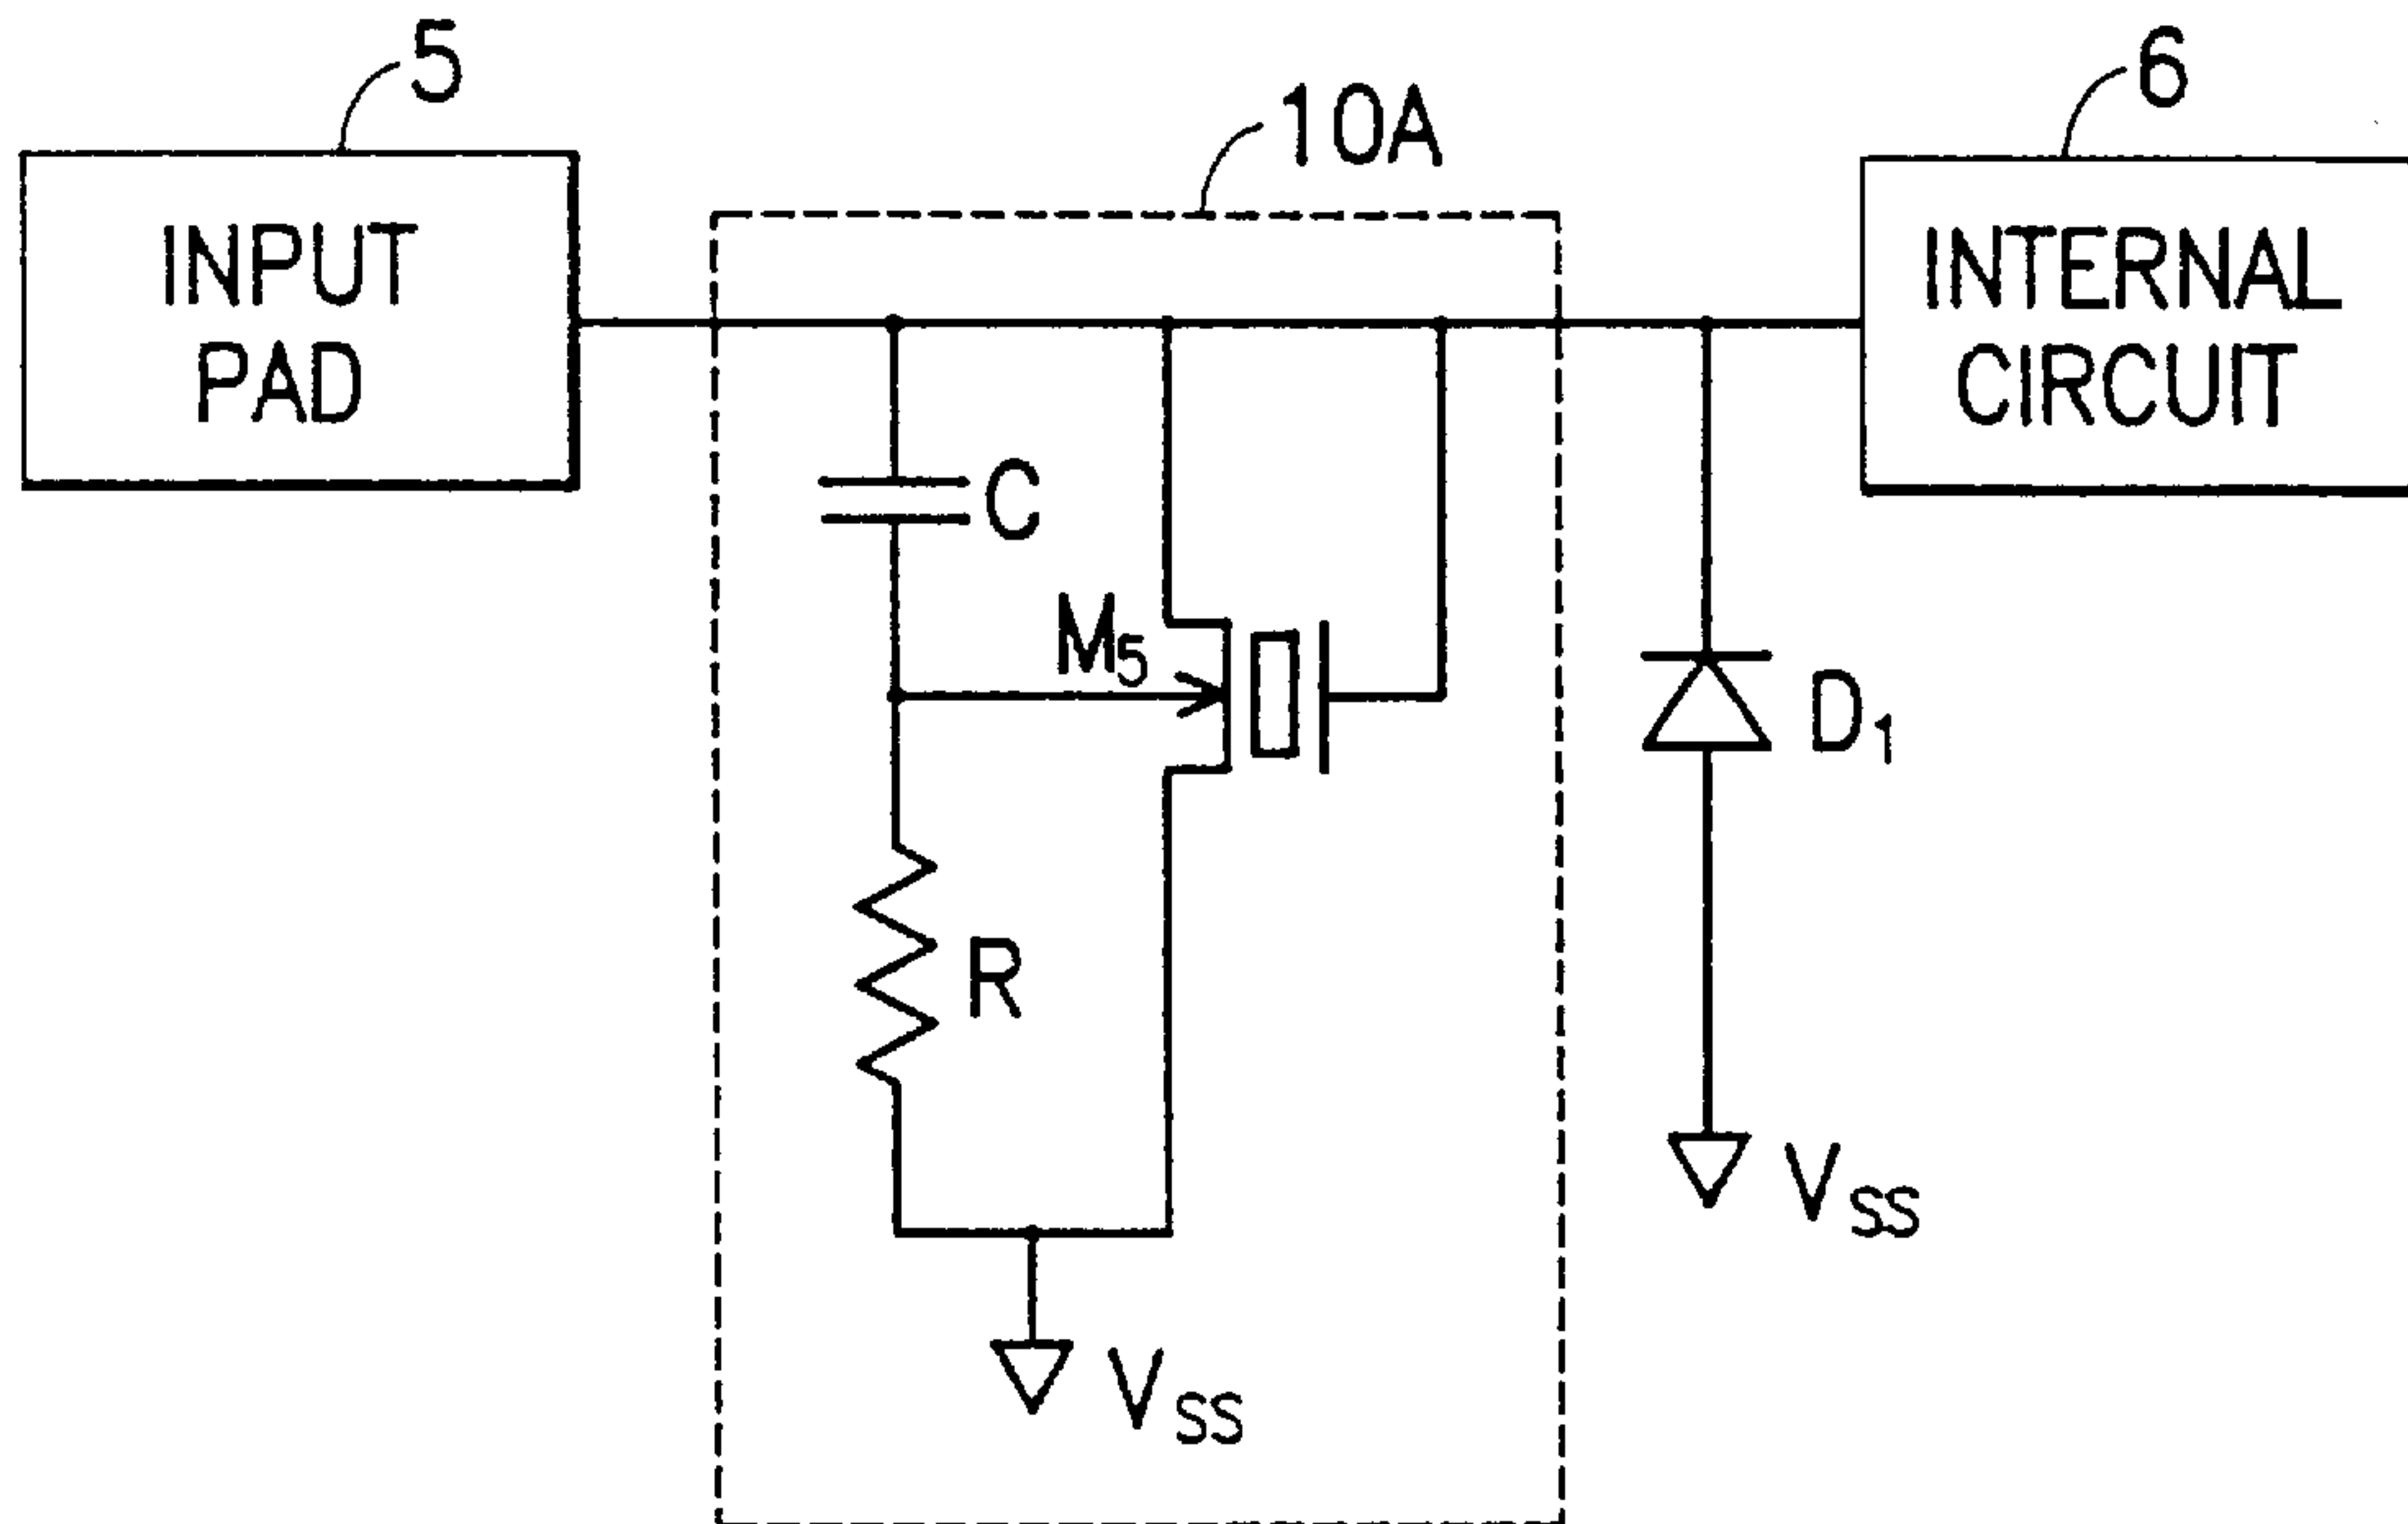 5
10A
6
INPUT
PAD
INTERNAL
CIRCUIT
C
M5
D1
R
VSS
VSS